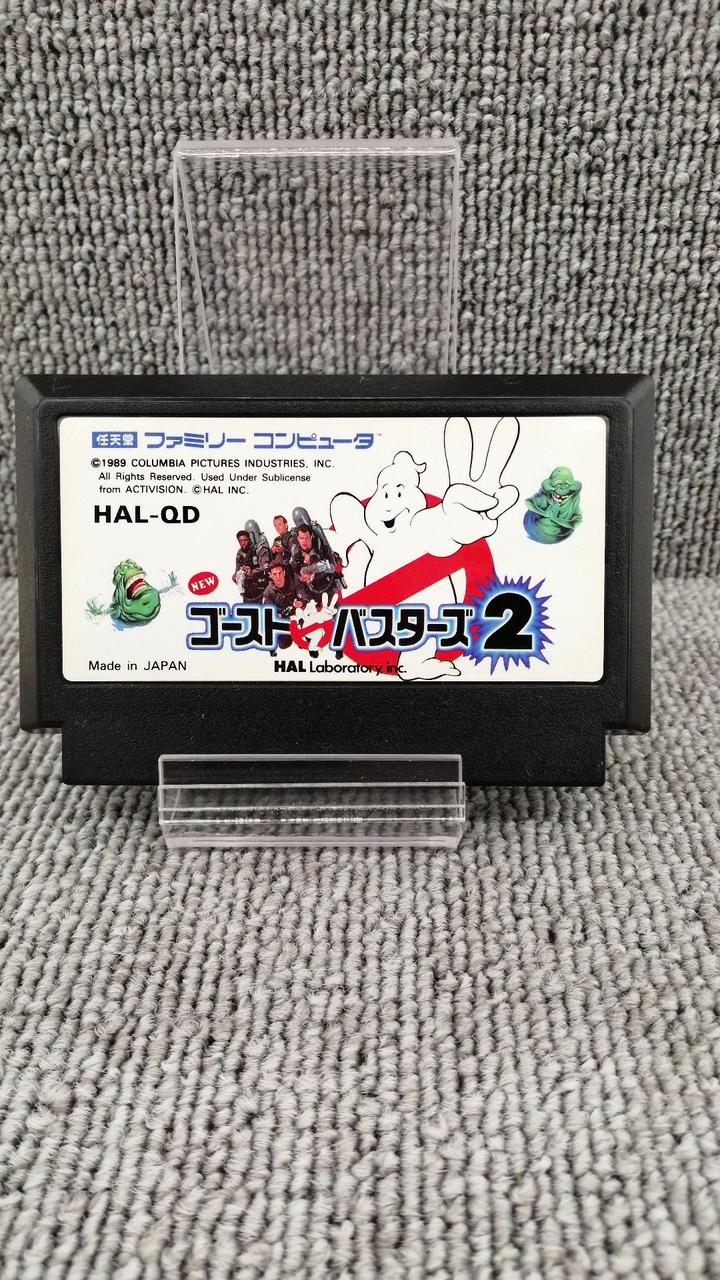 任天堂 ファミリー コンピュータ™
©1989 COLUMBIA PICTURES INDUSTRIES, INC.
All Rights Reserved. Used Under Sublicense
from ACTIVISION. ©HAL INC.
HAL-QD
NEW
ゴーストバスターズ2
Made in JAPAN
HAL Laboratory, inc.